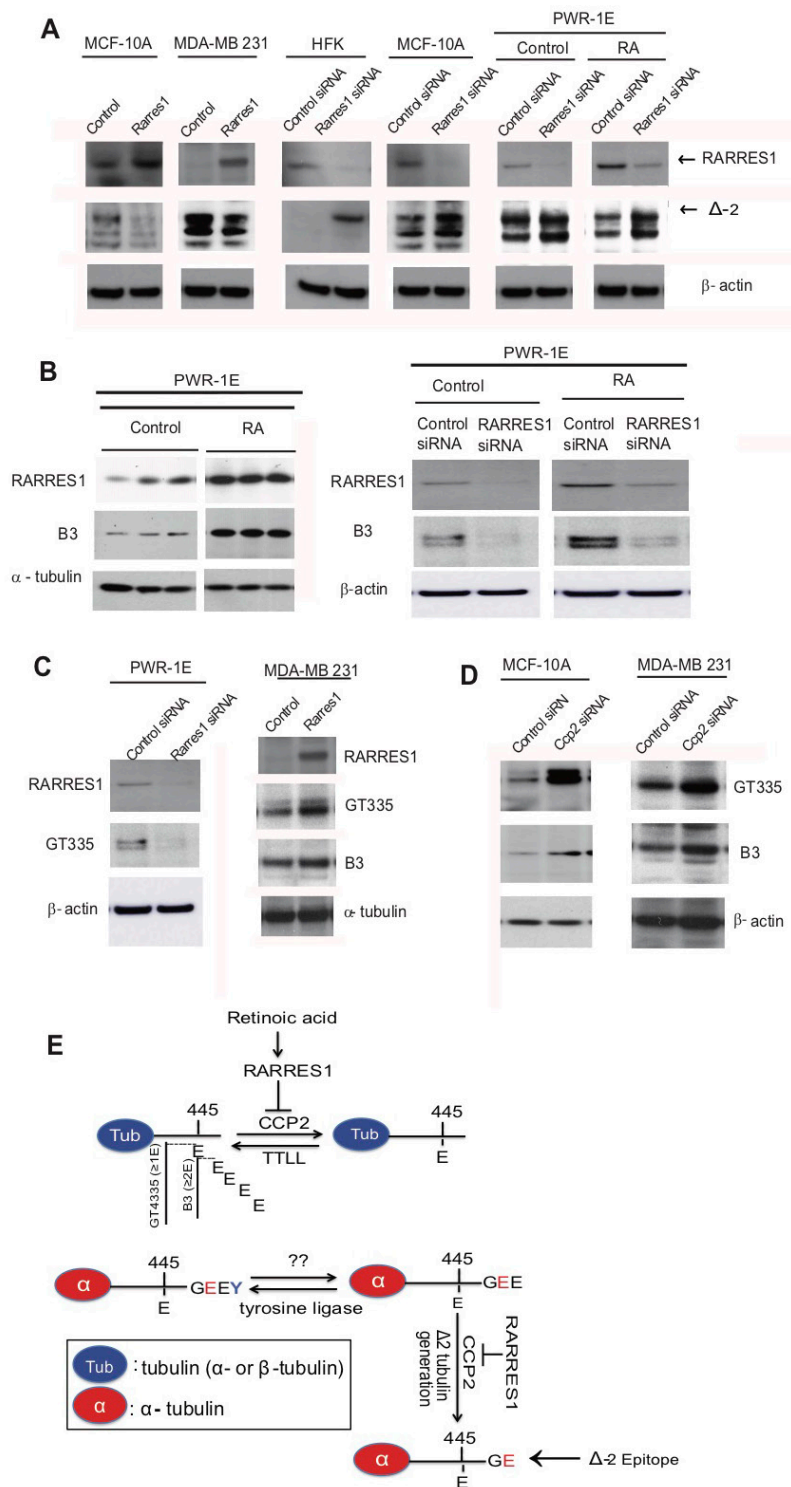 A
PWR-1E
MCF-10A MDA-MB 231 HFK MCF-10A Control RA
Control Rarres1 Control Rarres1 Control siRNA Rarres1 siRNA Control siRNA Rarres1 siRNA Control siRNA Rarres1 siRNA Control siRNA Rarres1 siRNA
← RARRES1
← Δ-2
β- actin
B
PWR-1E
Control RA
RARRES1
B3
α - tubulin
PWR-1E
Control RA
Control siRNA RARRES1 siRNA Control siRNA RARRES1 siRNA
RARRES1
B3
β-actin
C
PWR-1E
Control siRNA Rarres1 siRNA
RARRES1
GT335
β- actin
MDA-MB 231
Control Rarres1
RARRES1
GT335
B3
α- tubulin
D
MCF-10A MDA-MB 231
Control siRN Ccp2 siRNA Control siRNA Ccp2 siRNA
GT335
B3
β- actin
E
Retinoic acid
RARRES1
445 CCP2 445
Tub TTLL Tub
E
E
E
E
E
E
GT4335 (≥1E)
B3 (≥2E)
445 ?? 445
α GEEY α GEE
E tyrosine ligase E
Δ2 tubulin generation
CCP2
RARRES1
Tub : tubulin (α- or β-tubulin)
α : α- tubulin
445
α GE
E
Δ-2 Epitope